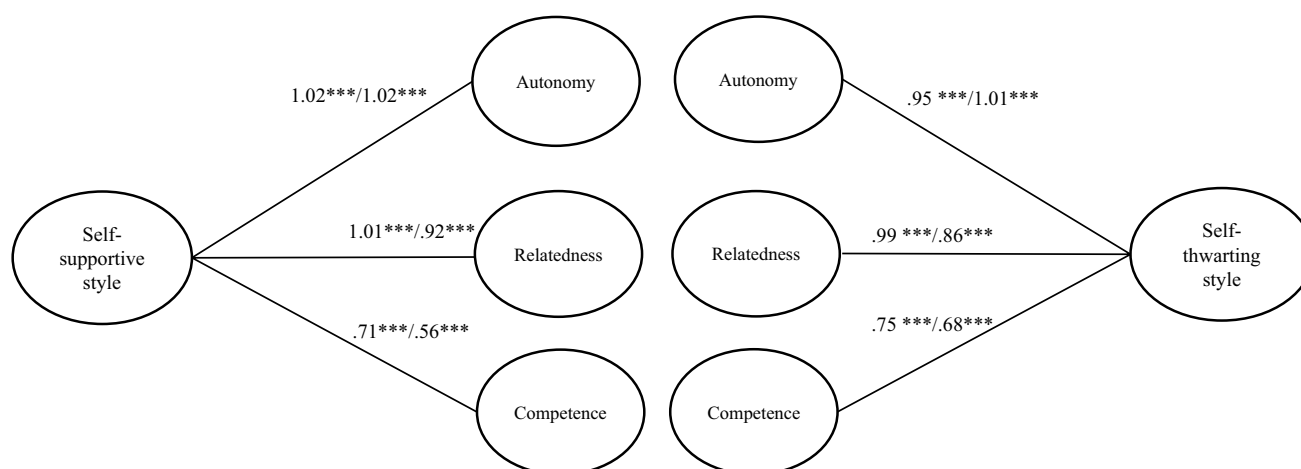 Autonomy
Autonomy
1.02***/1.02***
.95 ***/1.01***
Self-
supportive
style
1.01***/.92***
Relatedness
Relatedness
.99 ***/.86***
Self-
thwarting
style
.71***/.56***
.75 ***/.68***
Competence
Competence